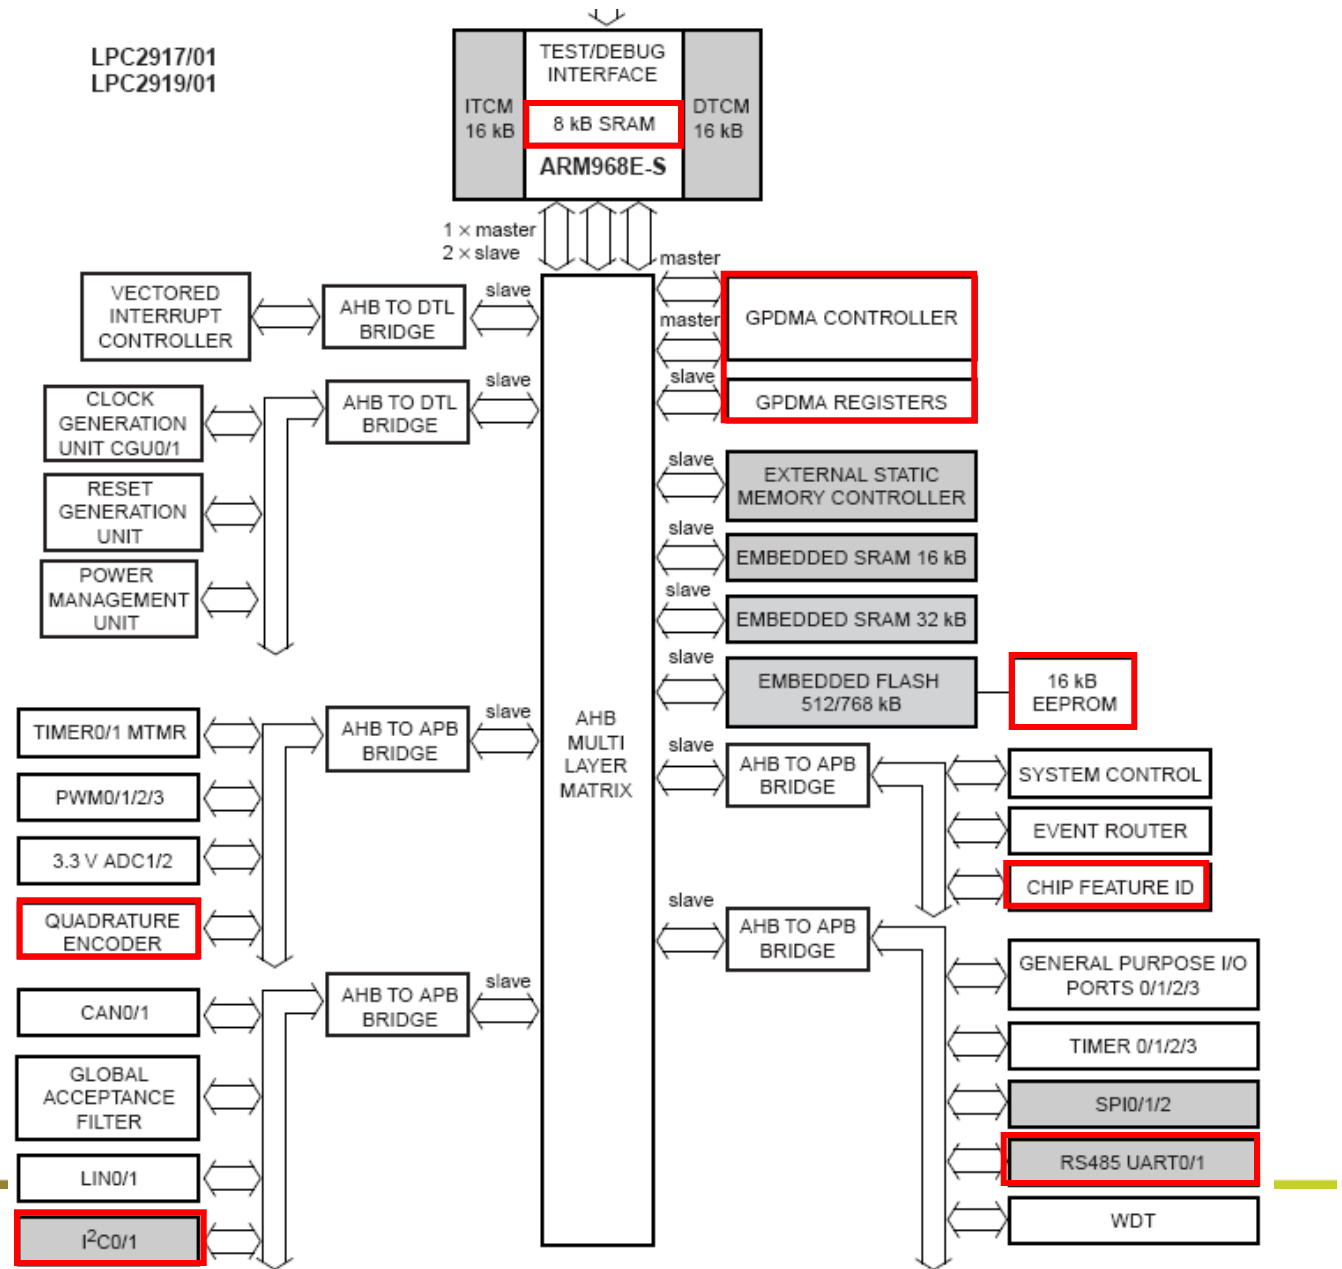 LPC2917/01
LPC2919/01
TEST/DEBUG
INTERFACE
ITCM
16 kB
8 kB SRAM
DTCM
16 kB
ARM968E-S
1 × master
2 × slave
master
VECTORED
INTERRUPT
CONTROLLER
AHB TO DTL
BRIDGE
slave
GPDMA CONTROLLER
master
slave
GPDMA REGISTERS
CLOCK
GENERATION
UNIT CGU0/1
AHB TO DTL
BRIDGE
slave
RESET
GENERATION
UNIT
POWER
MANAGEMENT
UNIT
slave
EXTERNAL STATIC
MEMORY CONTROLLER
slave
EMBEDDED SRAM 16 kB
slave
EMBEDDED SRAM 32 kB
slave
EMBEDDED FLASH
512/768 kB
16 kB
EEPROM
AHB
MULTI
LAYER
MATRIX
TIMER0/1 MTMR
AHB TO APB
BRIDGE
slave
PWM0/1/2/3
3.3 V ADC1/2
QUADRATURE
ENCODER
slave
AHB TO APB
BRIDGE
SYSTEM CONTROL
EVENT ROUTER
CHIP FEATURE ID
slave
AHB TO APB
BRIDGE
CAN0/1
AHB TO APB
BRIDGE
slave
GLOBAL
ACCEPTANCE
FILTER
LIN0/1
I²C0/1
GENERAL PURPOSE I/O
PORTS 0/1/2/3
TIMER 0/1/2/3
SPI0/1/2
RS485 UART0/1
WDT